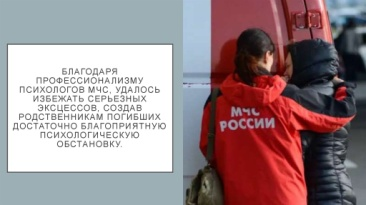 БЛАГОДАРЯ
ПРОФЕССИОНАЛИЗМУ
ПСИХОЛОГОВ МЧС, УДАЛОСЬ
ИЗБЕЖАТЬ СЕРЬЕЗНЫХ
ЭКСЦЕССОВ, СОЗДАВ
РОДСТВЕННИКАМ ПОГИБШИХ
ДОСТАТОЧНО БЛАГОПРИЯТНУЮ
ПСИХОЛОГИЧЕСКУЮ
ОБСТАНОВКУ.
МЧС
РОССИИ